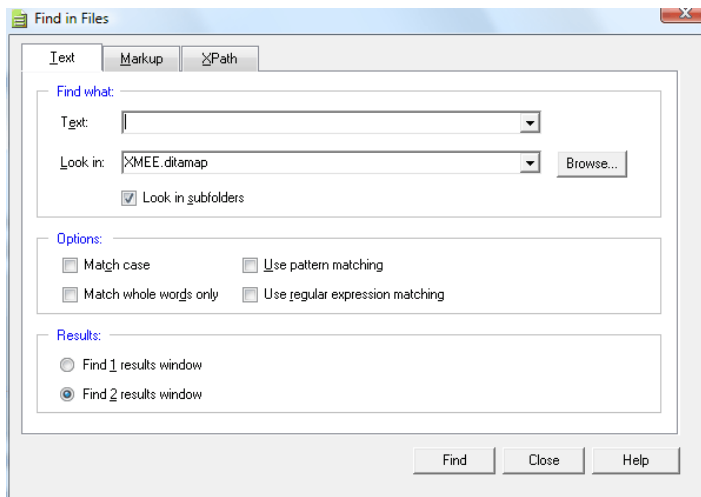 Find in Files
Text Markup XPath
Find what:
Text:
Look in: XMEE.ditamap Browse...
Look in subfolders
Options:
Match case Use pattern matching
Match whole words only Use regular expression matching
Results:
Find 1 results window
Find 2 results window
Find Close Help